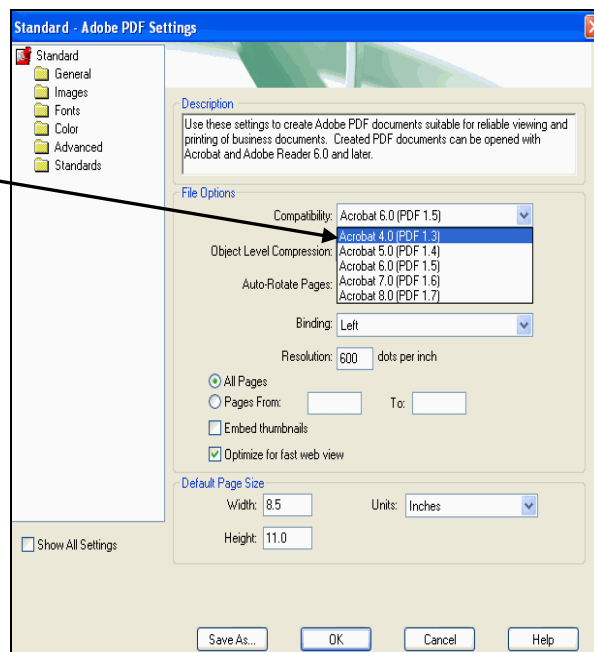 Standard - Adobe PDF Settings
Standard
General
Images
Fonts
Color
Advanced
Standards
Description
Use these settings to create Adobe PDF documents suitable for reliable viewing and
printing of business documents.  Created PDF documents can be opened with
Acrobat and Adobe Reader 6.0 and later.
File Options
Compatibility: Acrobat 6.0 (PDF 1.5)
Acrobat 4.0 (PDF 1.3)
Object Level Compression: Acrobat 5.0 (PDF 1.4)
Acrobat 6.0 (PDF 1.5)
Auto-Rotate Pages: Acrobat 7.0 (PDF 1.6)
Acrobat 8.0 (PDF 1.7)
Binding: Left
Resolution: 600 dots per inch
All Pages
Pages From: To:
Embed thumbnails
Optimize for fast web view
Default Page Size
Width: 8.5 Units: Inches
Height: 11.0
Show All Settings
Save As... OK Cancel Help